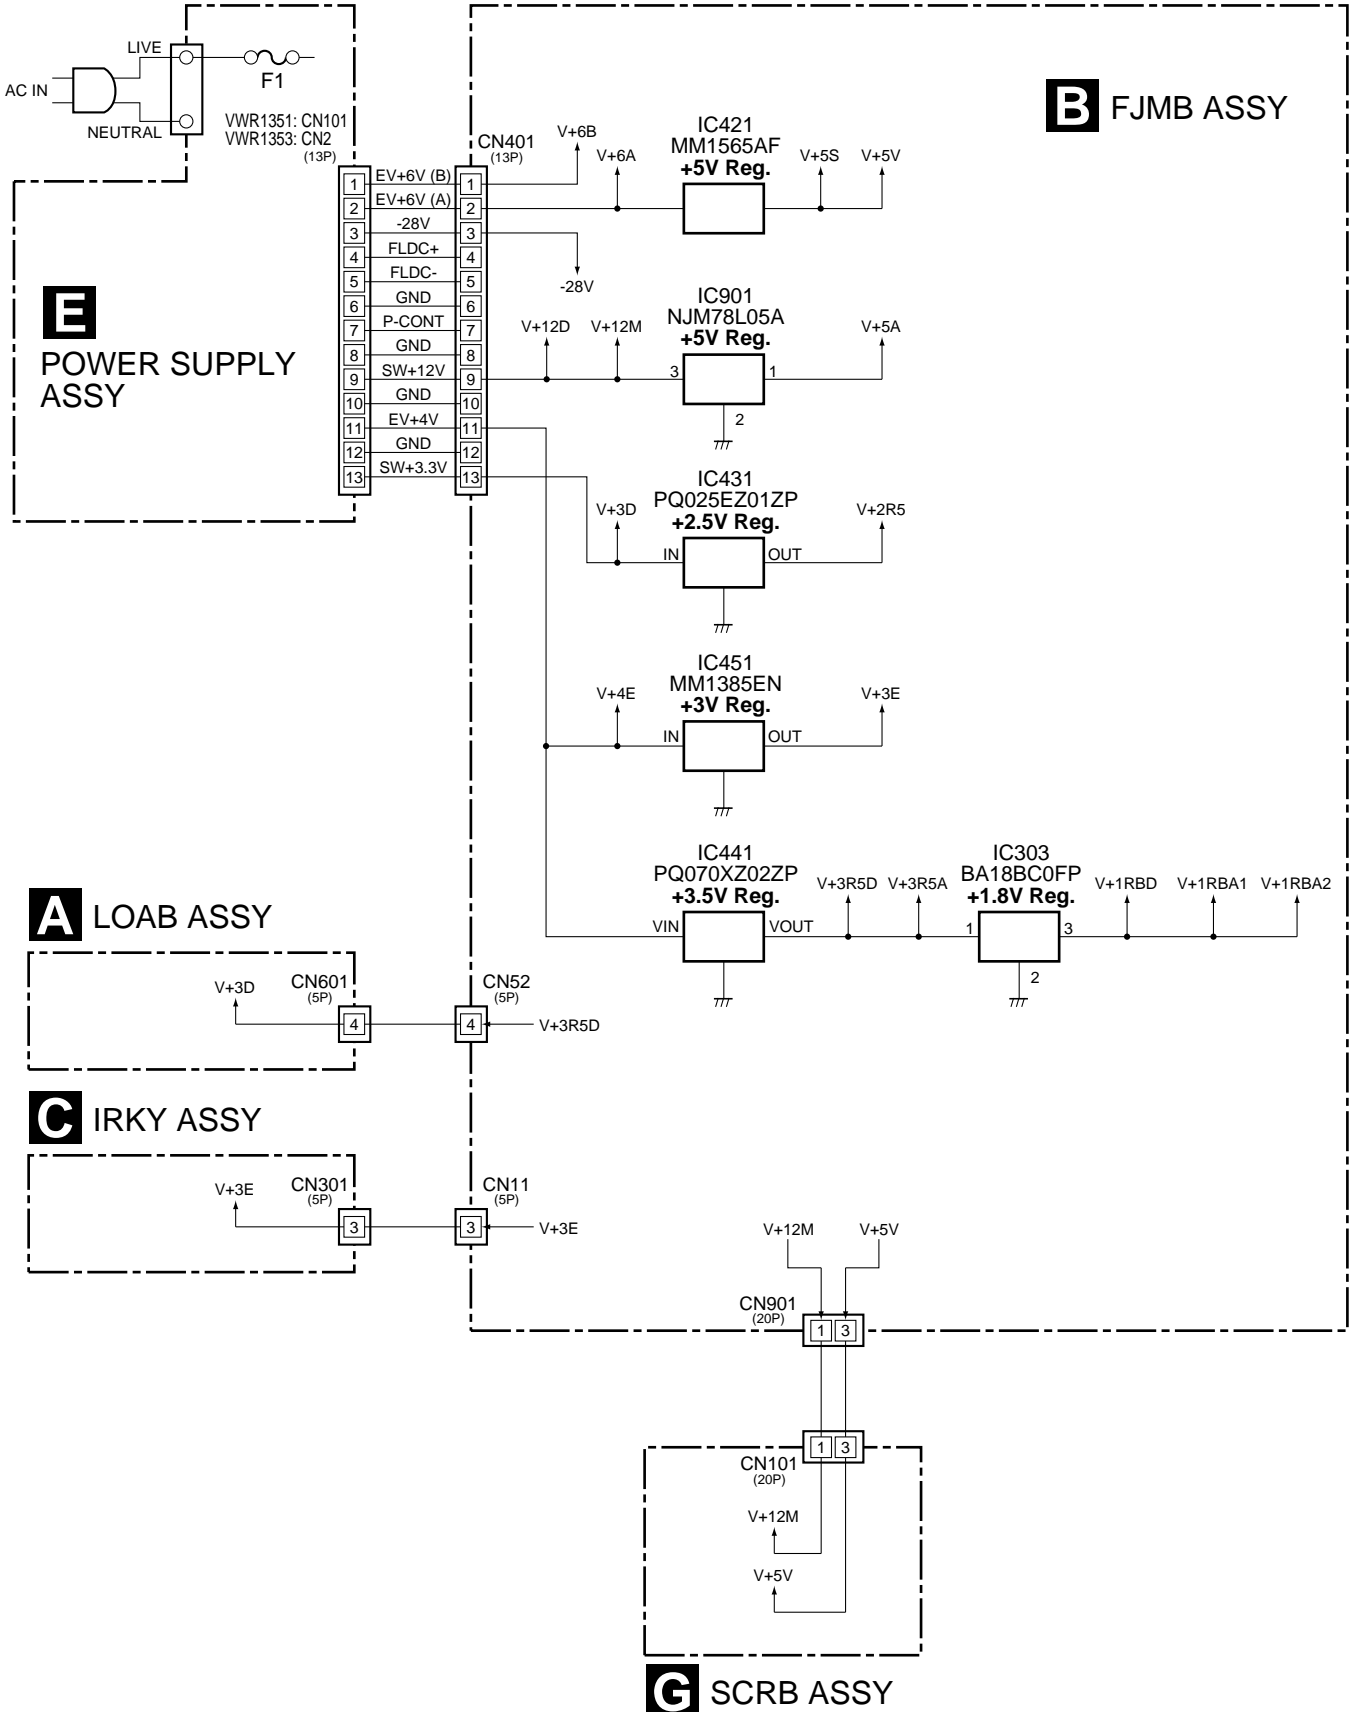 LIVE
AC IN
F1
NEUTRAL
VWR1351: CN101
VWR1353: CN2
(13P)
E
POWER SUPPLY
ASSY
1 EV+6V (B) 1
2 EV+6V (A) 2
3 -28V 3
4 FLDC+ 4
5 FLDC- 5
6 GND 6
7 P-CONT 7
8 GND 8
9 SW+12V 9
10 GND 10
11 EV+4V 11
12 GND 12
13 SW+3.3V 13
CN401
(13P)
B FJMB ASSY
V+6B
V+6A
IC421
MM1565AF
+5V Reg.
V+5S
V+5V
-28V
V+12D
V+12M
IC901
NJM78L05A
+5V Reg.
3
1
2
V+5A
V+3D
IC431
PQ025EZ01ZP
+2.5V Reg.
IN
OUT
V+2R5
V+4E
IC451
MM1385EN
+3V Reg.
IN
OUT
V+3E
IC441
PQ070XZ02ZP
+3.5V Reg.
VIN
VOUT
V+3R5D
V+3R5A
IC303
BA18BC0FP
+1.8V Reg.
1
3
2
V+1RBD
V+1RBA1
V+1RBA2
A LOAB ASSY
V+3D
CN601
(5P)
4
CN52
(5P)
4
V+3R5D
C IRKY ASSY
V+3E
CN301
(5P)
3
CN11
(5P)
3
V+3E
V+12M
V+5V
CN901
(20P)
1 3
1 3
CN101
(20P)
V+12M
V+5V
G SCRB ASSY